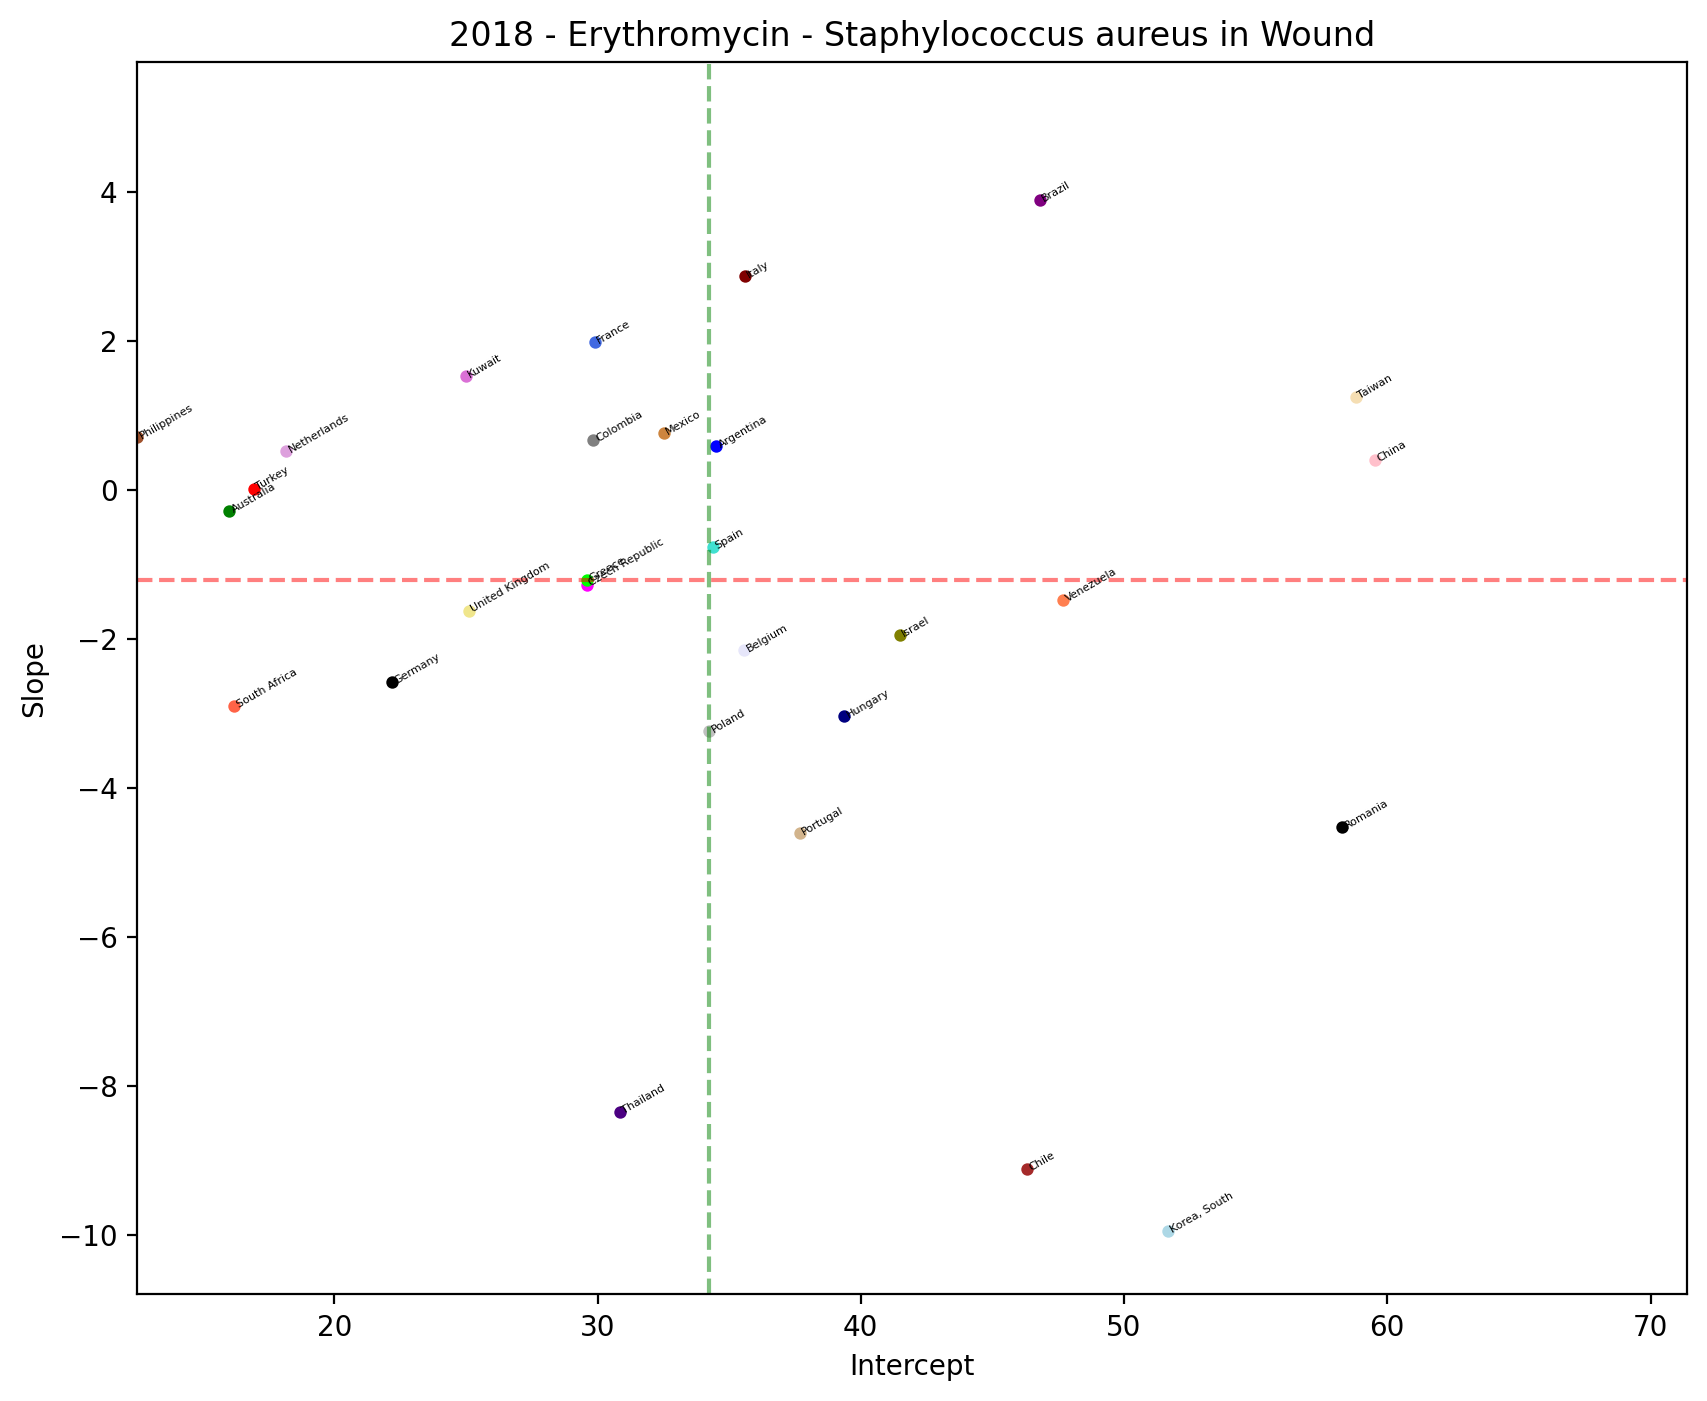 2018 - Erythromycin - Staphylococcus aureus in Wound
4
2
0
−2
−4
−6
−8
−10
Slope
Brazil
Italy
France
Kuwait
Taiwan
Philippines
Netherlands
Colombia
Mexico
Argentina
China
Turkey
Australia
Spain
Greece
Czech Republic
United Kingdom
Venezuela
Israel
Belgium
Germany
South Africa
Hungary
Poland
Portugal
Romania
Thailand
Chile
Korea, South
20
30
40
50
60
70
Intercept